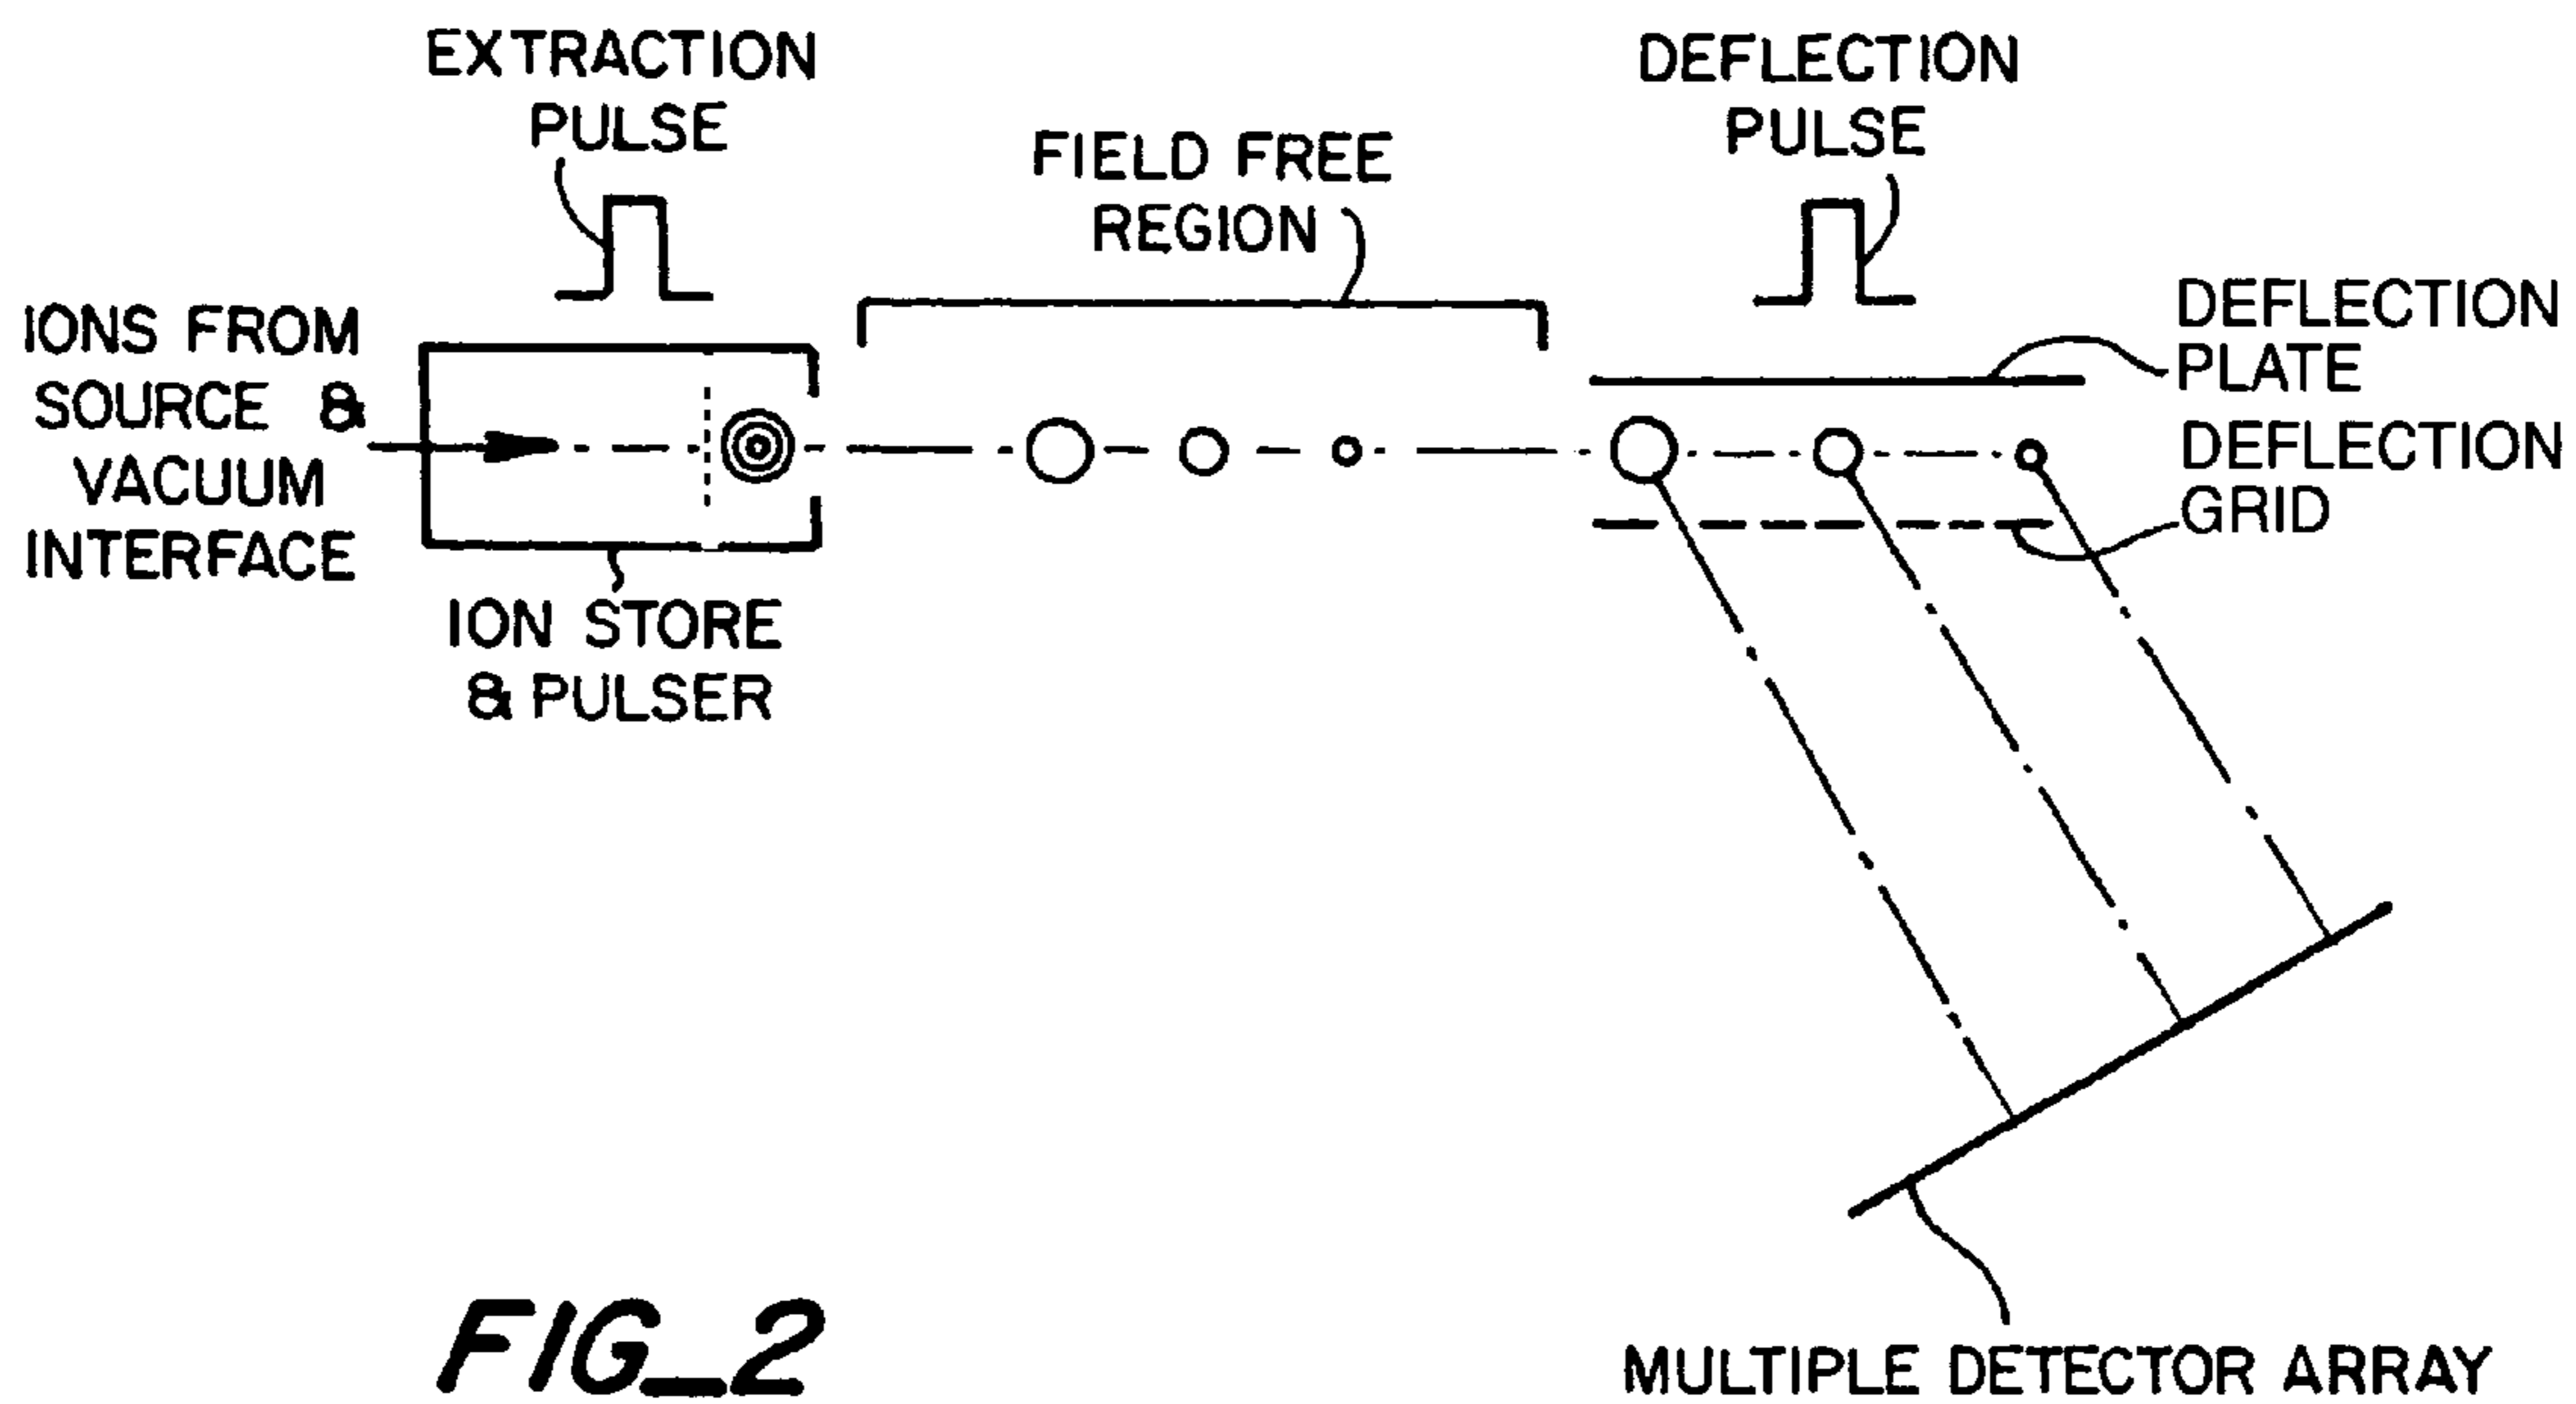 EXTRACTION
PULSE
DEFLECTION
PULSE
FIELD FREE
REGION
IONS FROM
SOURCE &
VACUUM
INTERFACE
DEFLECTION
PLATE
DEFLECTION
GRID
ION STORE
& PULSER
MULTIPLE DETECTOR ARRAY
FIG_2